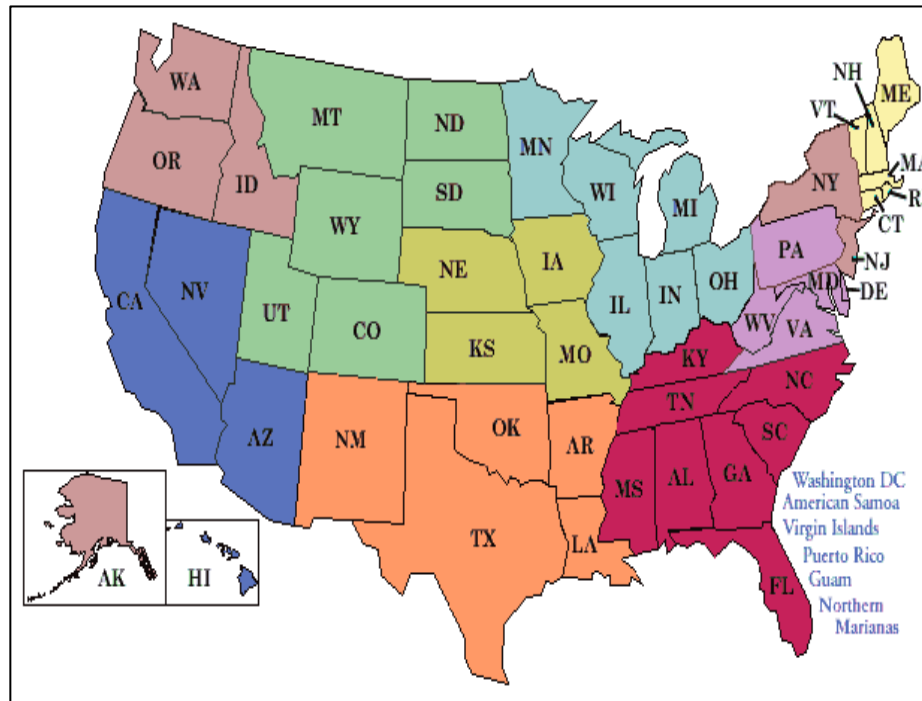 WA
MT
ND
MN
OR
ID
SD
WY
WI
MI
NH
VT
ME
MA
NY
R
CT
PA
NJ
MD
DE
NE
IA
IL
IN
OH
WV
VA
CA
NV
UT
CO
KS
MO
KY
NC
TN
SC
AZ
NM
OK
AR
MS
AL
GA
TX
LA
FL
AK
HI
Washington DC
American Samoa
Virgin Islands
Puerto Rico
Guam
Northern
Marianas